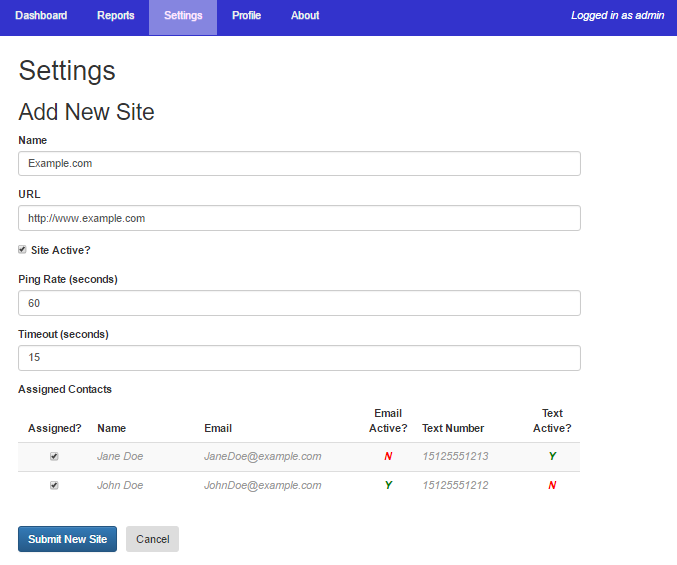 Dashboard Reports Settings Profile About Logged in as admin
Settings
Add New Site
Name
Example.com
URL
http://www.example.com
Site Active?
Ping Rate (seconds)
60
Timeout (seconds)
15
Assigned Contacts
Assigned? Name Email Email Active? Text Number Text Active?
Jane Doe JaneDoe@example.com N 15125551213 Y
John Doe JohnDoe@example.com Y 15125551212 N
Submit New Site Cancel